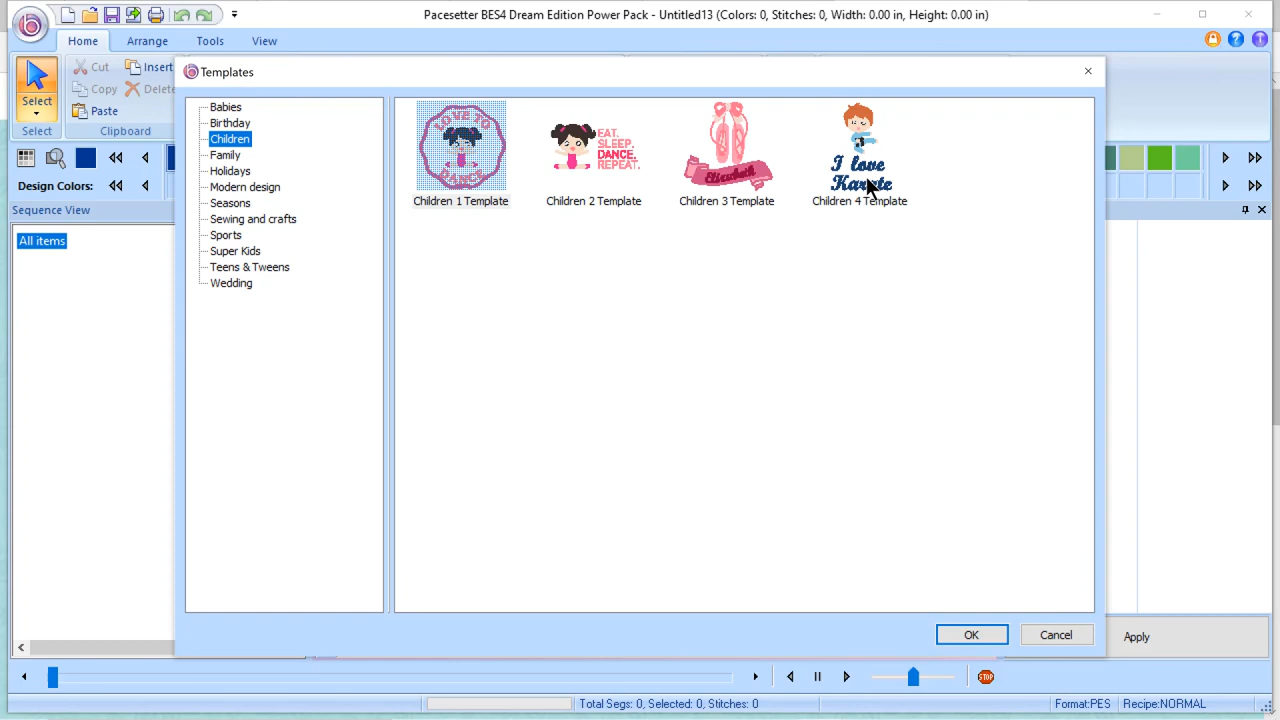 Pacesetter BES4 Dream Edition Power Pack - Untitled13 (Colors: 0, Stitches: 0, Width: 0.00 in, Height: 0.00 in)
Home Arrange Tools View
Select
Select
Cut
Copy
Paste
Insert
Delete
Clipboard
Design Colors:
Sequence View
All items
Templates
Babies
Birthday
Children
Family
Holidays
Modern design
Seasons
Sewing and crafts
Sports
Super Kids
Teens & Tweens
Wedding
LOVE TO
DANCE
Children 1 Template
EAT.
SLEEP.
DANCE.
REPEAT.
Children 2 Template
Elizabeth
Children 3 Template
I love
Karate
Children 4 Template
OK
Cancel
Apply
STOP
Total Segs: 0, Selected: 0, Stitches: 0
Format:PES
Recipe:NORMAL